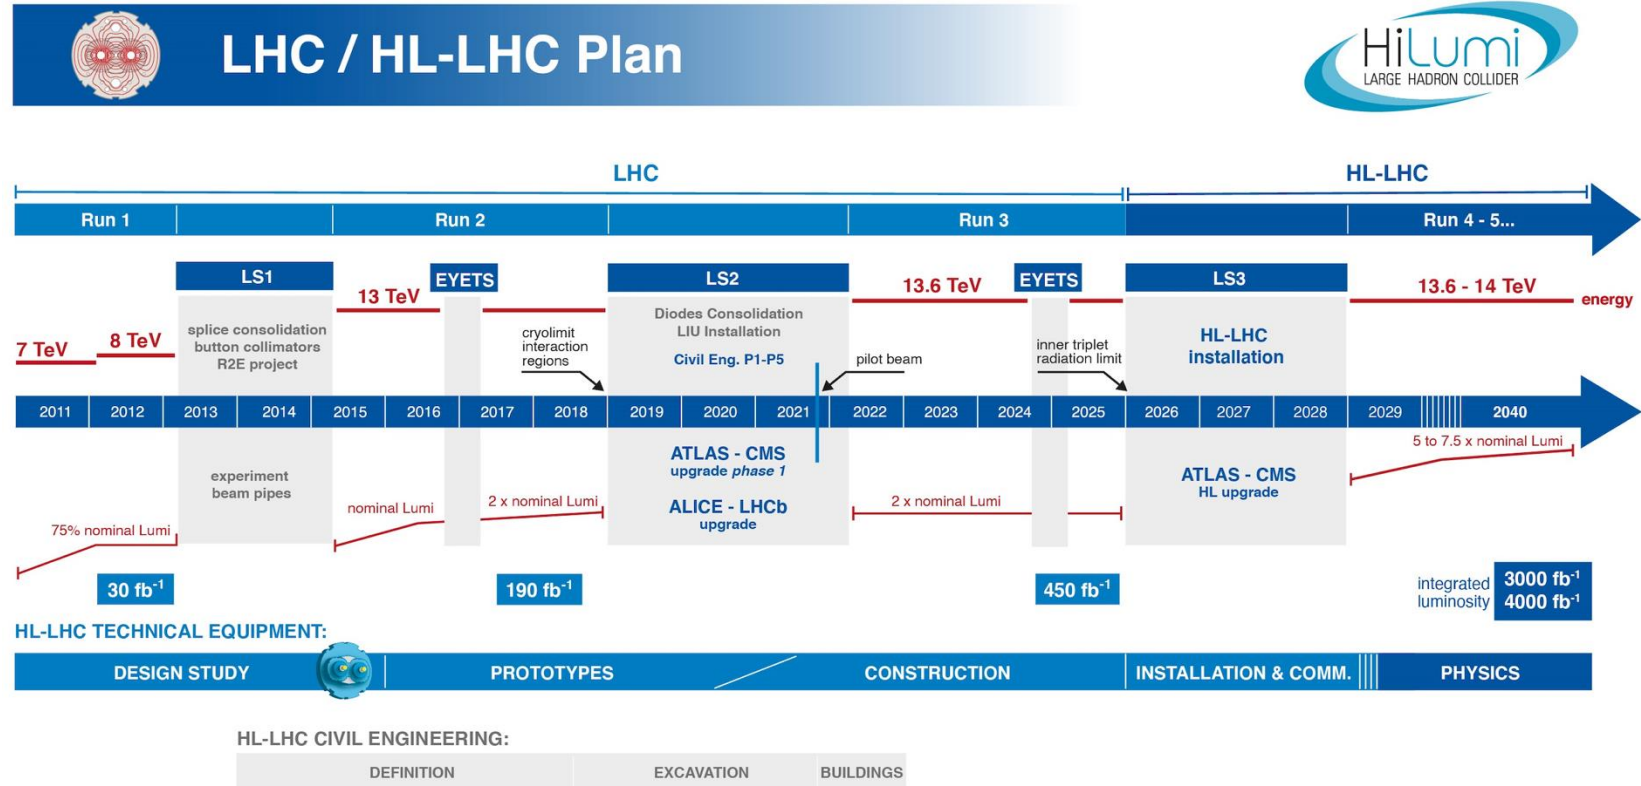 LHC / HL-LHC Plan
HiLumi
LARGE HADRON COLLIDER
LHC
HL-LHC
Run 1
Run 2
Run 3
Run 4 - 5...
LS1
EYETS
LS2
EYETS
LS3
7 TeV
8 TeV
13 TeV
13.6 TeV
13.6 - 14 TeV
energy
splice consolidation
button collimators
R2E project
cryolimit
interaction
regions
Diodes Consolidation
LIU Installation
Civil Eng. P1-P5
pilot beam
inner triplet
radiation limit
HL-LHC
installation
2011 2012 2013 2014 2015 2016 2017 2018 2019 2020 2021 2022 2023 2024 2025 2026 2027 2028 2029 2040
experiment
beam pipes
ATLAS - CMS
upgrade phase 1
ALICE - LHCb
upgrade
ATLAS - CMS
HL upgrade
75% nominal Lumi
nominal Lumi
2 x nominal Lumi
2 x nominal Lumi
5 to 7.5 x nominal Lumi
30 fb⁻¹
190 fb⁻¹
450 fb⁻¹
integrated
luminosity
3000 fb⁻¹
4000 fb⁻¹
HL-LHC TECHNICAL EQUIPMENT:
DESIGN STUDY
PROTOTYPES
CONSTRUCTION
INSTALLATION & COMM.
PHYSICS
HL-LHC CIVIL ENGINEERING:
DEFINITION
EXCAVATION
BUILDINGS